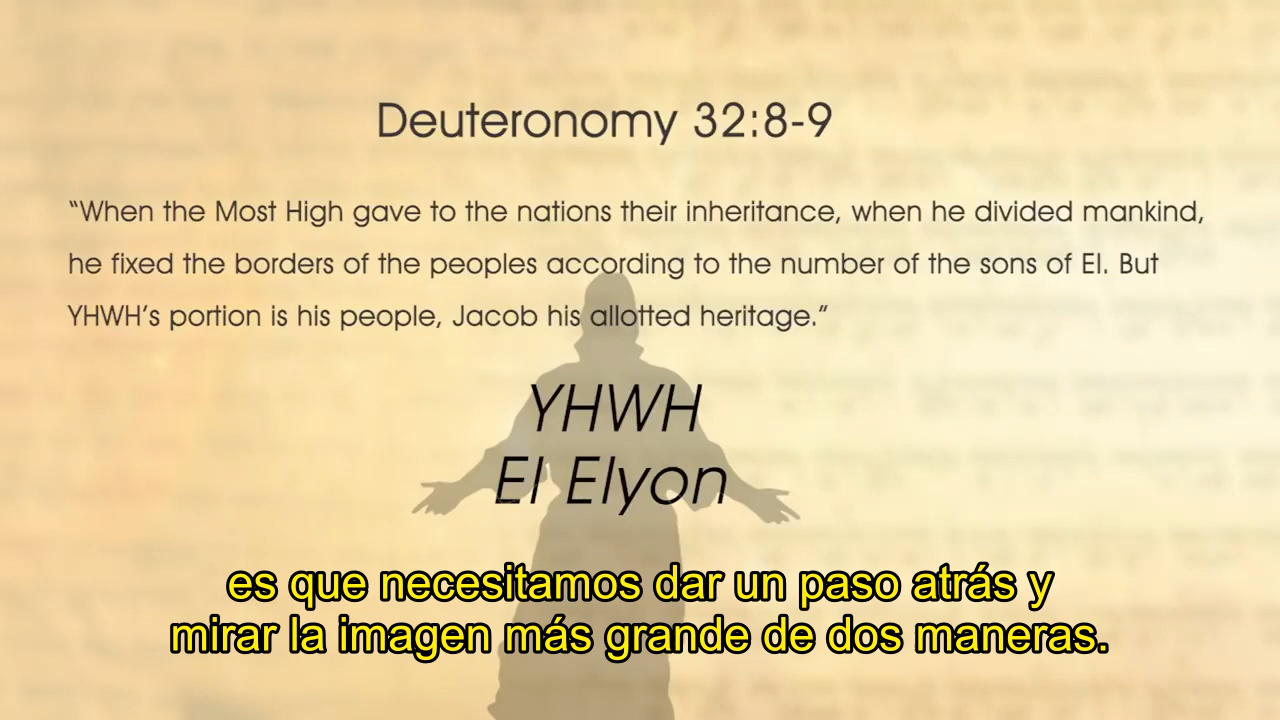 Deuteronomy 32:8-9
“When the Most High gave to the nations their inheritance, when he divided mankind,
he fixed the borders of the peoples according to the number of the sons of El. But
YHWH’s portion is his people, Jacob his allotted heritage.”
YHWH
El Elyon
es que necesitamos dar un paso atrás y
mirar la imagen más grande de dos maneras.